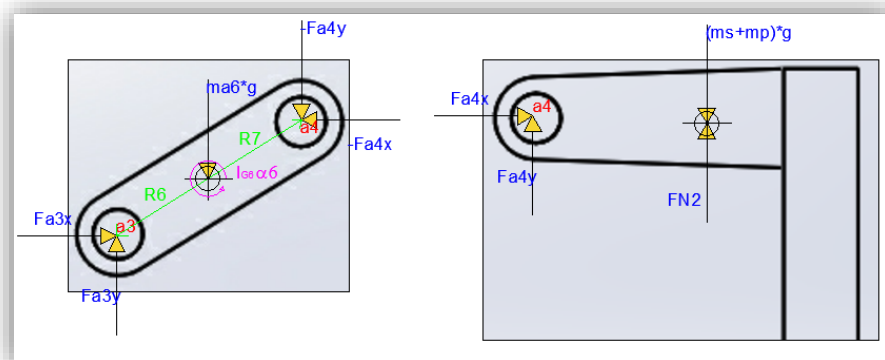 -Fa4y
ma6*g
a4
R7
-Fa4x
IG6α6
R6
Fa3x
a3
Fa3y
(ms+mp)*g
Fa4x
a4
Fa4y
FN2